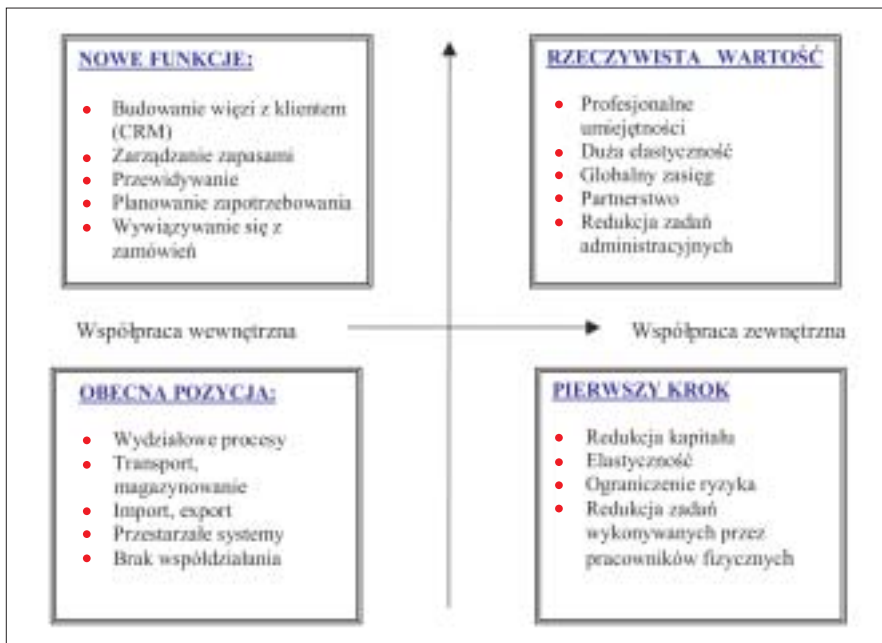 NOWE FUNKCJE:
• Budowanie więzi z klientem
(CRM)
• Zarządzanie zapasami
• Przewidywanie
• Planowanie zapotrzebowania
• Wywiązywanie się z
zamówień
RZECZYWISTA WARTOŚĆ
• Profesjonalne
umiejętności
• Duża elastyczność
• Globalny zasięg
• Partnerstwo
• Redukcja zadań
administracyjnych
Współpraca wewnętrzna
Współpraca zewnętrzna
OBECNA POZYCJA:
• Wydziałowe procesy
• Transport,
magazynowanie
• Import, export
• Przestarzałe systemy
• Brak współdziałania
PIERWSZY KROK
• Redukcja kapitału
• Elastyczność
• Ograniczenie ryzyka
• Redukcja zadań
wykonywanych przez
pracowników fizycznych